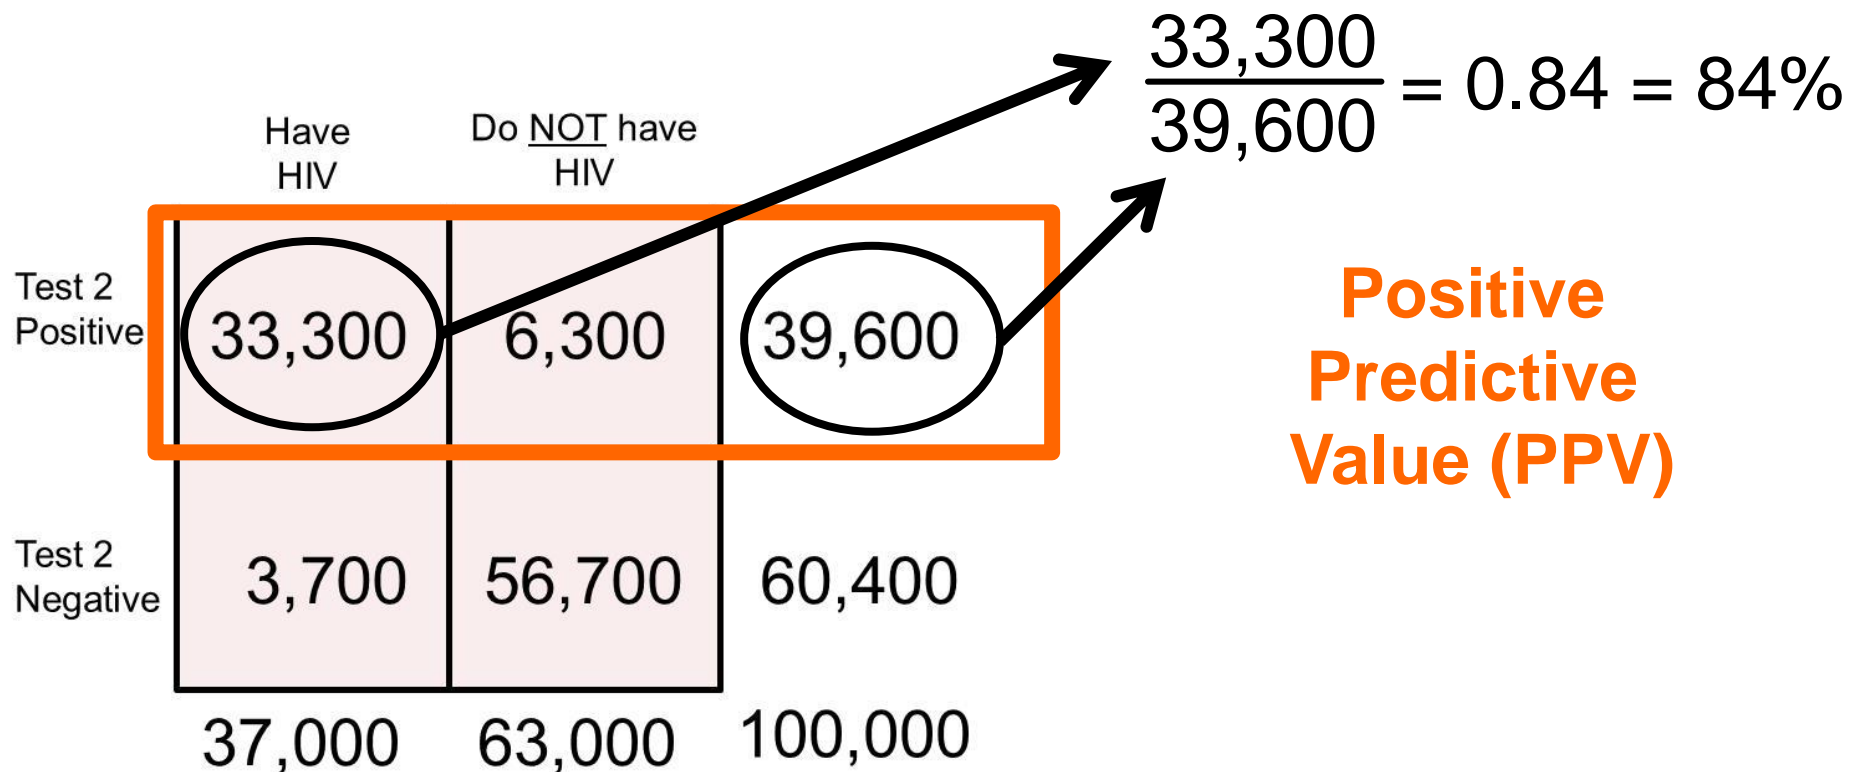 33,300
39,600
= 0.84 = 84%
Have
HIV
Do NOT have
HIV
Test 2
Positive
33,300
6,300
39,600
Positive
Predictive
Value (PPV)
Test 2
Negative
3,700
56,700
60,400
37,000
63,000
100,000